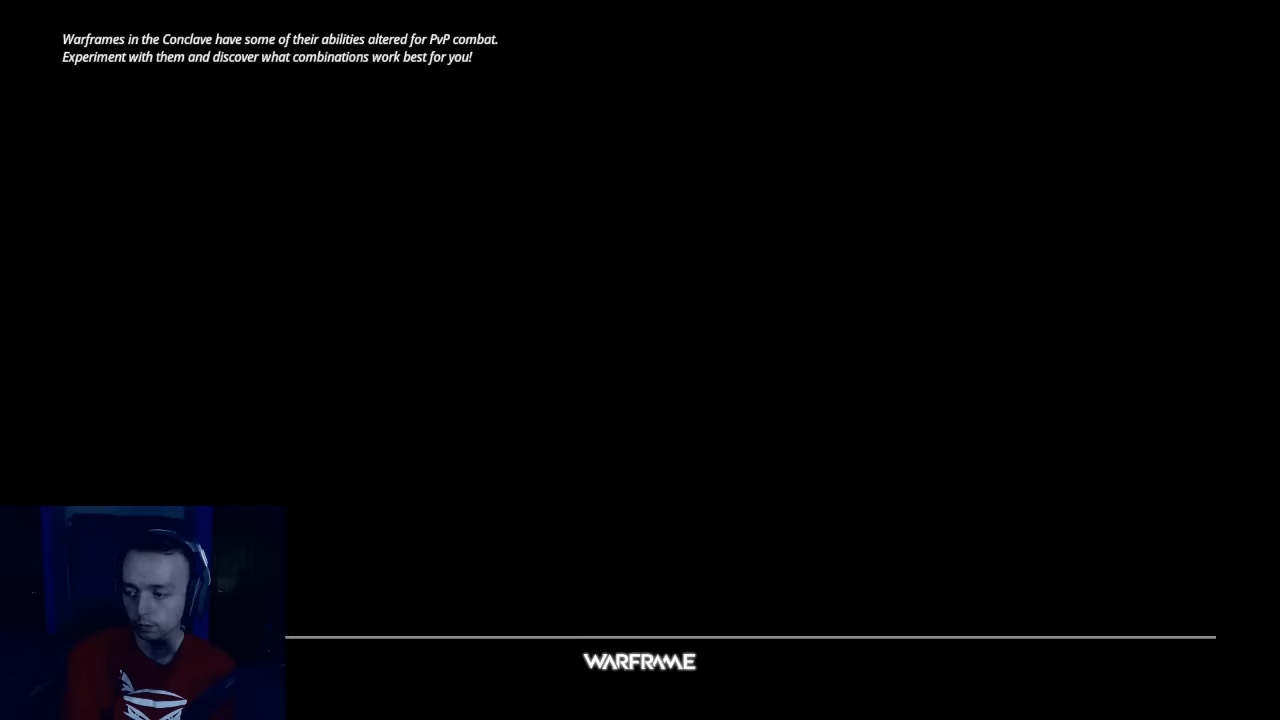 Warframes in the Conclave have some of their abilities altered for PvP combat.
Experiment with them and discover what combinations work best for you!
WARFRAME